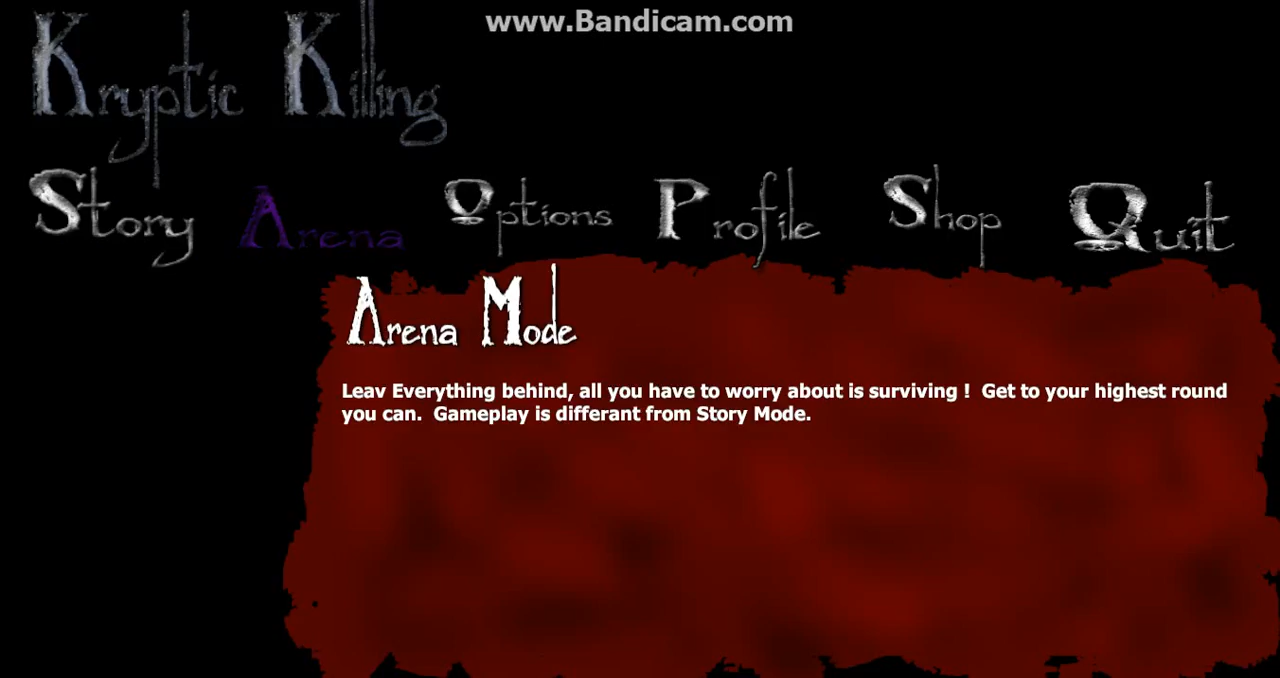 www.Bandicam.com
Kryptic Killing
Story Arena Options Profile Shop Quit
Arena Mode
Leav Everything behind, all you have to worry about is surviving !  Get to your highest round
you can.  Gameplay is differant from Story Mode.